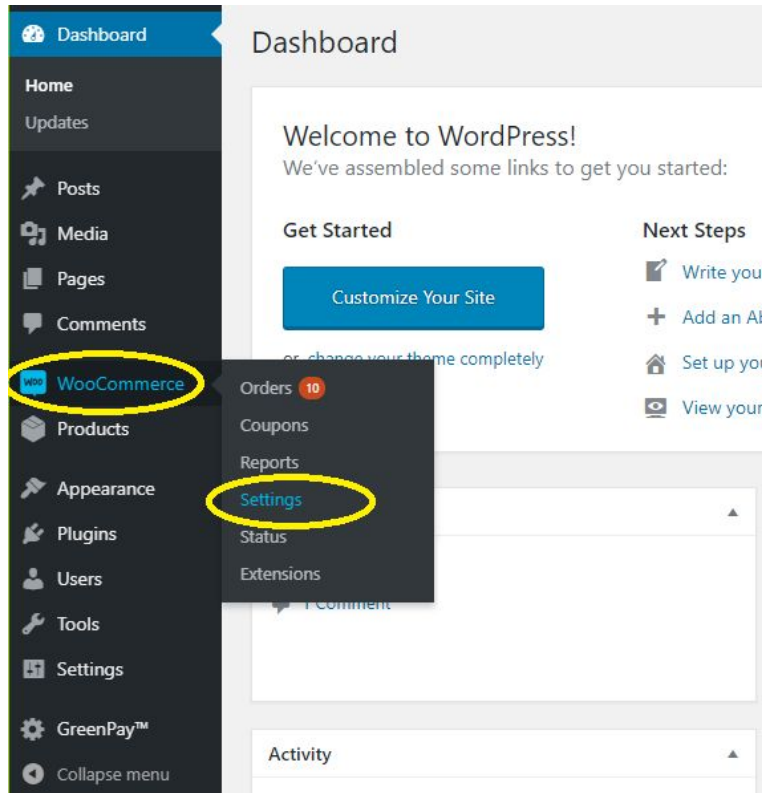 Dashboard
Home
Updates
Posts
Media
Pages
Comments
WOO WooCommerce
Products
Appearance
Plugins
Users
Tools
Settings
GreenPay™
Collapse menu
Orders 10
Coupons
Reports
Settings
Status
Extensions
Dashboard
Welcome to WordPress!
We've assembled some links to get you started:
Get Started
Customize Your Site
or, change your theme completely
Next Steps
Write you
Add an Ab
Set up you
View your
1 Comment
Activity